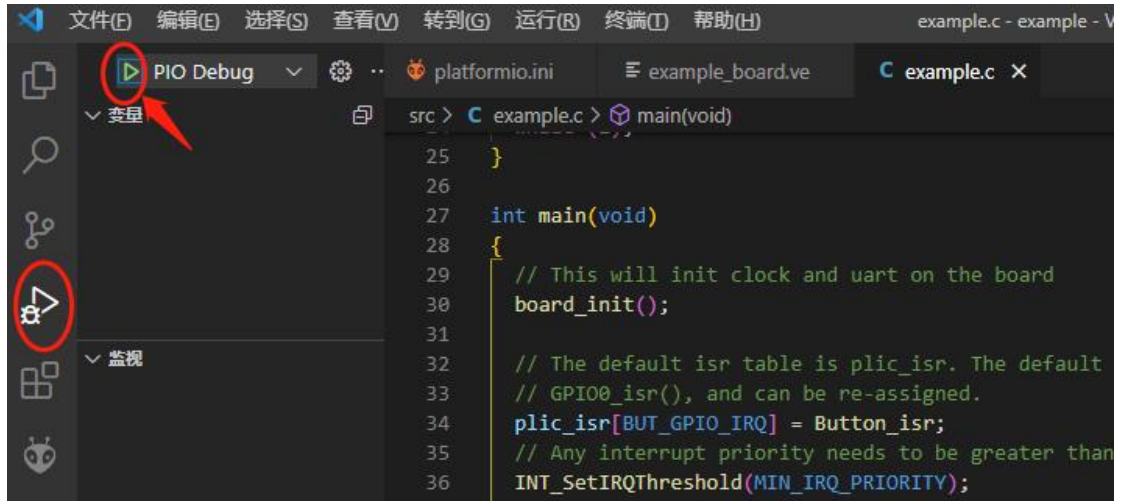 文件(F) 编辑(E) 选择(S) 查看(V) 转到(G) 运行(R) 终端(T) 帮助(H) example.c - example - V
PIO Debug platformio.ini example_board.ve C example.c ×
变量 src > C example.c > main(void)
25 }
26
27 int main(void)
28 {
29 // This will init clock and uart on the board
30 board_init();
31
监视
32 // The default isr table is plic_isr. The default
33 // GPIO0_isr(), and can be re-assigned.
34 plic_isr[BUT_GPIO_IRQ] = Button_isr;
35 // Any interrupt priority needs to be greater than
36 INT_SetIRQThreshold(MIN_IRQ_PRIORITY);